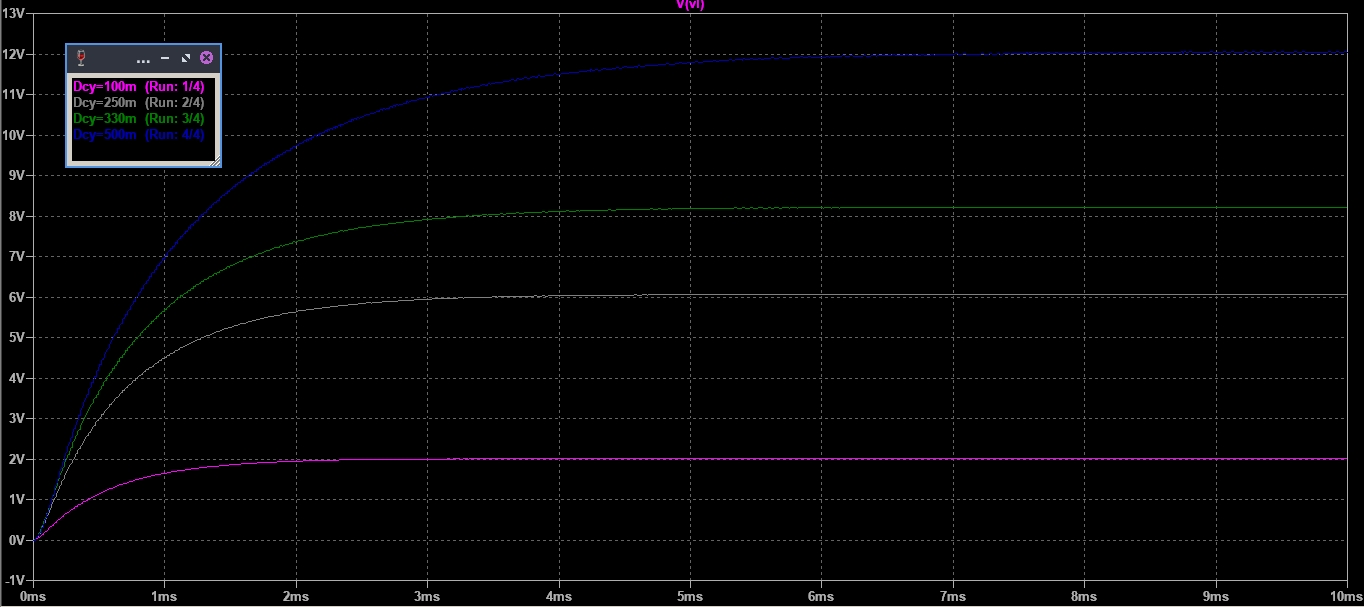 V(vl)
13V
12V
11V
10V
9V
8V
7V
6V
5V
4V
3V
2V
1V
0V
-1V
...
Dcy=100m (Run: 1/4)
Dcy=250m (Run: 2/4)
Dcy=330m (Run: 3/4)
Dcy=500m (Run: 4/4)
0ms 1ms 2ms 3ms 4ms 5ms 6ms 7ms 8ms 9ms 10ms